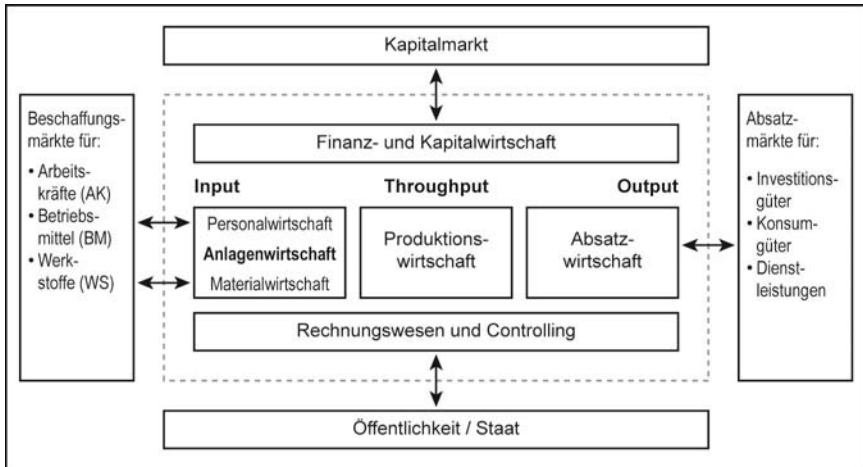 Kapitalmarkt
Beschaffungs-
märkte für:
• Arbeits-
kräfte (AK)
• Betriebs-
mittel (BM)
• Werk-
stoffe (WS)
Finanz- und Kapitalwirtschaft
Input
Throughput
Output
Personalwirtschaft
Anlagenwirtschaft
Materialwirtschaft
Produktions-
wirtschaft
Absatz-
wirtschaft
Rechnungswesen und Controlling
Absatz-
märkte für:
• Investitions-
güter
• Konsum-
güter
• Dienst-
leistungen
Öffentlichkeit / Staat